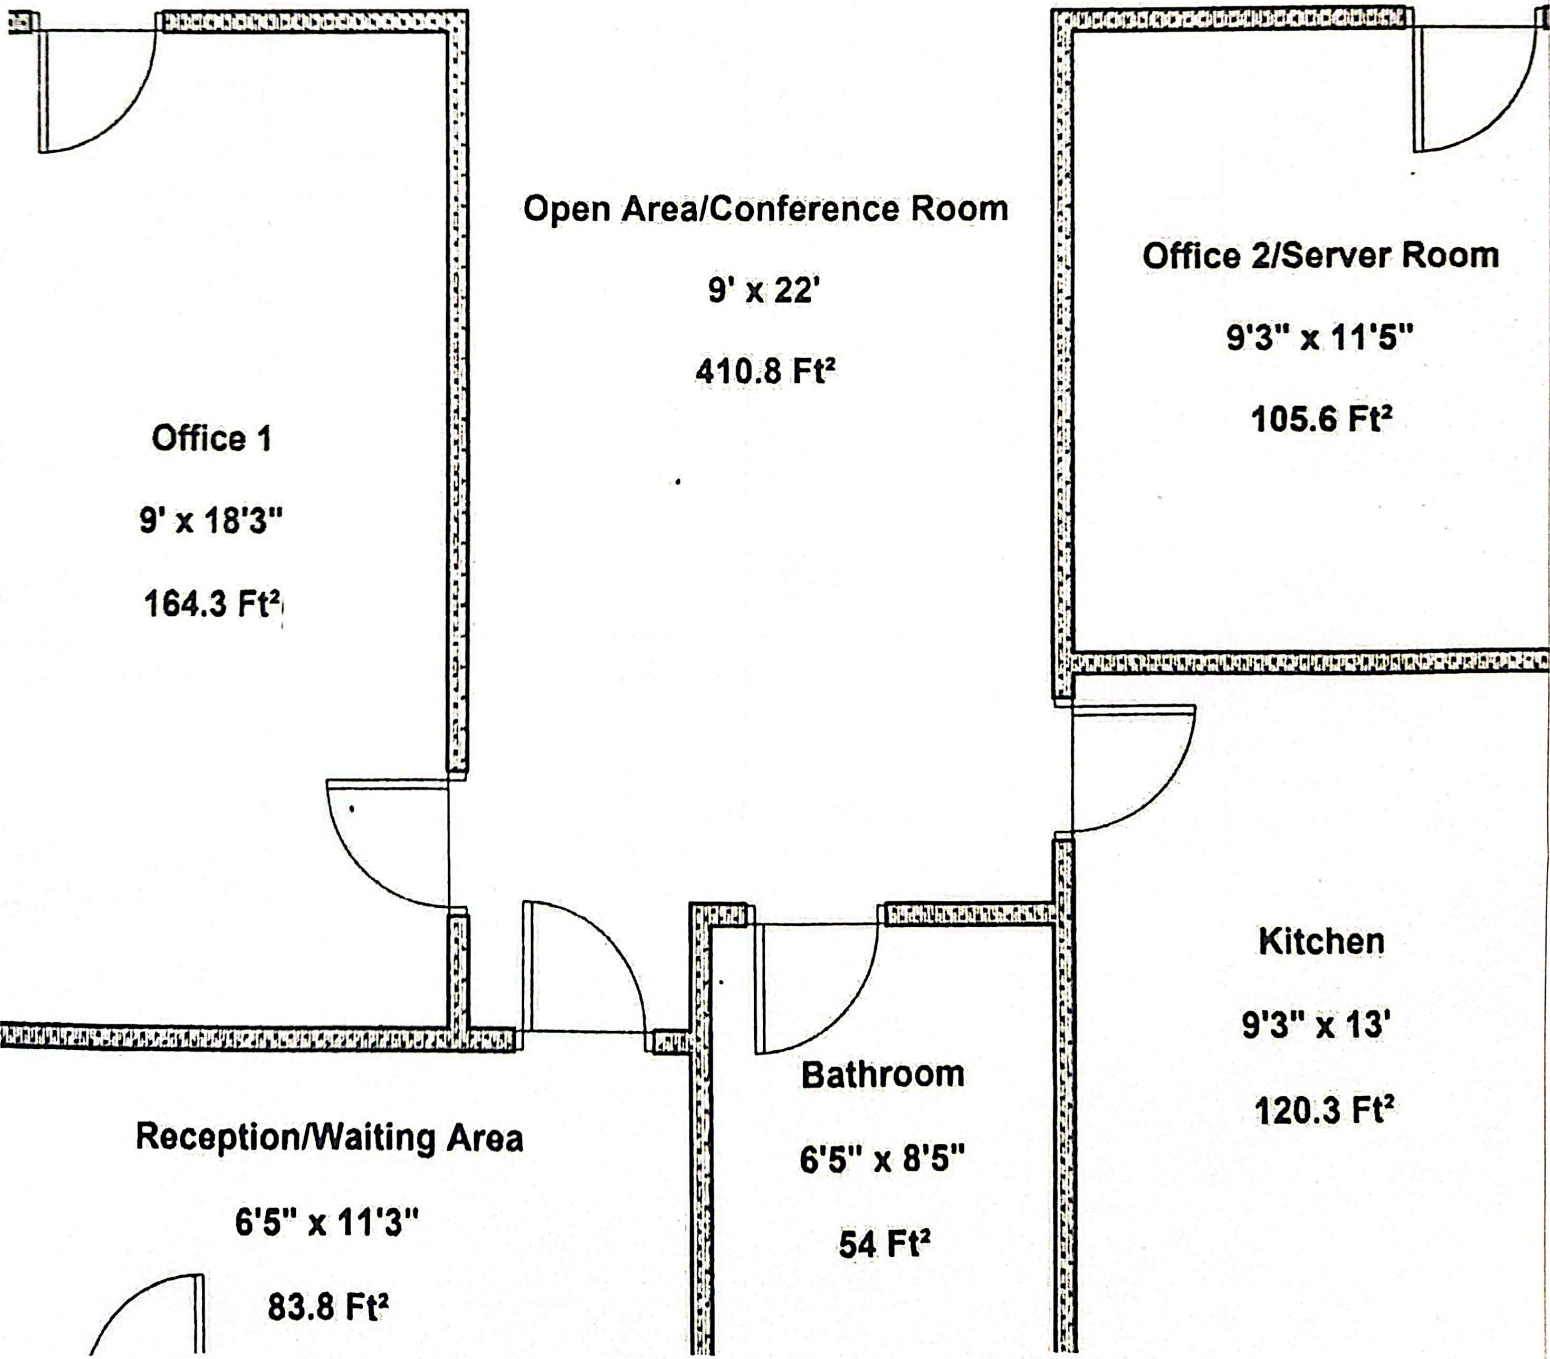 Open Area/Conference Room
9' x 22'
410.8 Ft²
Office 2/Server Room
9'3" x 11'5"
105.6 Ft²
Office 1
9' x 18'3"
164.3 Ft²
Kitchen
9'3" x 13'
120.3 Ft²
Bathroom
6'5" x 8'5"
54 Ft²
Reception/Waiting Area
6'5" x 11'3"
83.8 Ft²